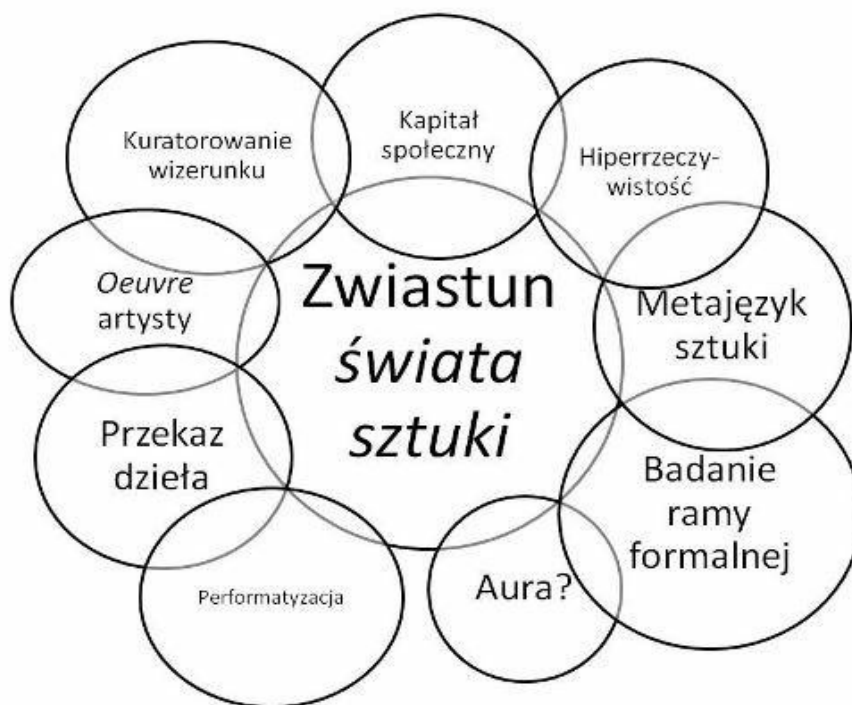 Kuratorowanie
wizerunku
Kapitał
społeczny
Hiperrzeczy-
wistość
Oeuvre
artysty
Zwiastun
świata
sztuki
Metajęzyk
sztuki
Przekaz
dzieła
Badanie
ramy
formalnej
Performatyzacja
Aura?